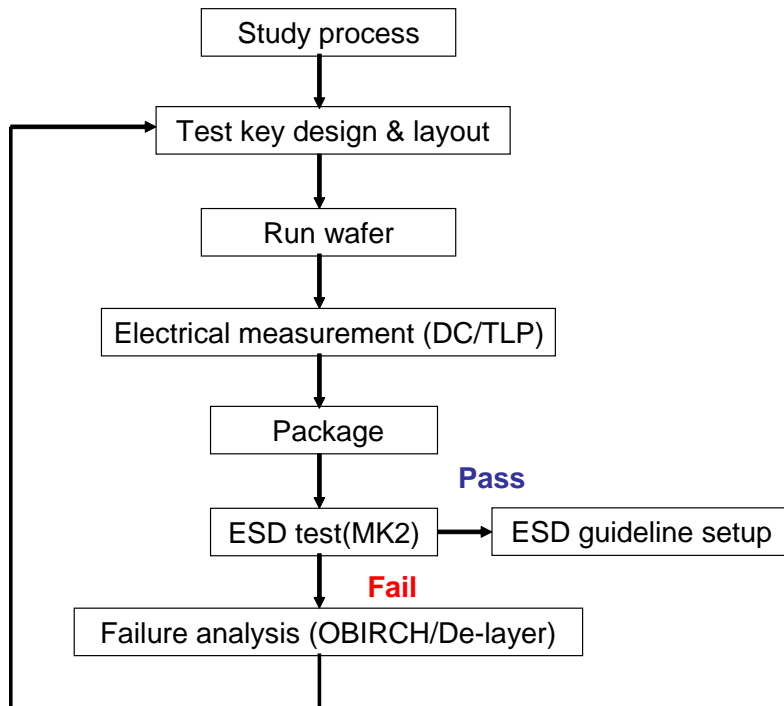 Study process
Test key design & layout
Run wafer
Electrical measurement (DC/TLP)
Package
Pass
ESD test(MK2)
ESD guideline setup
Fail
Failure analysis (OBIRCH/De-layer)